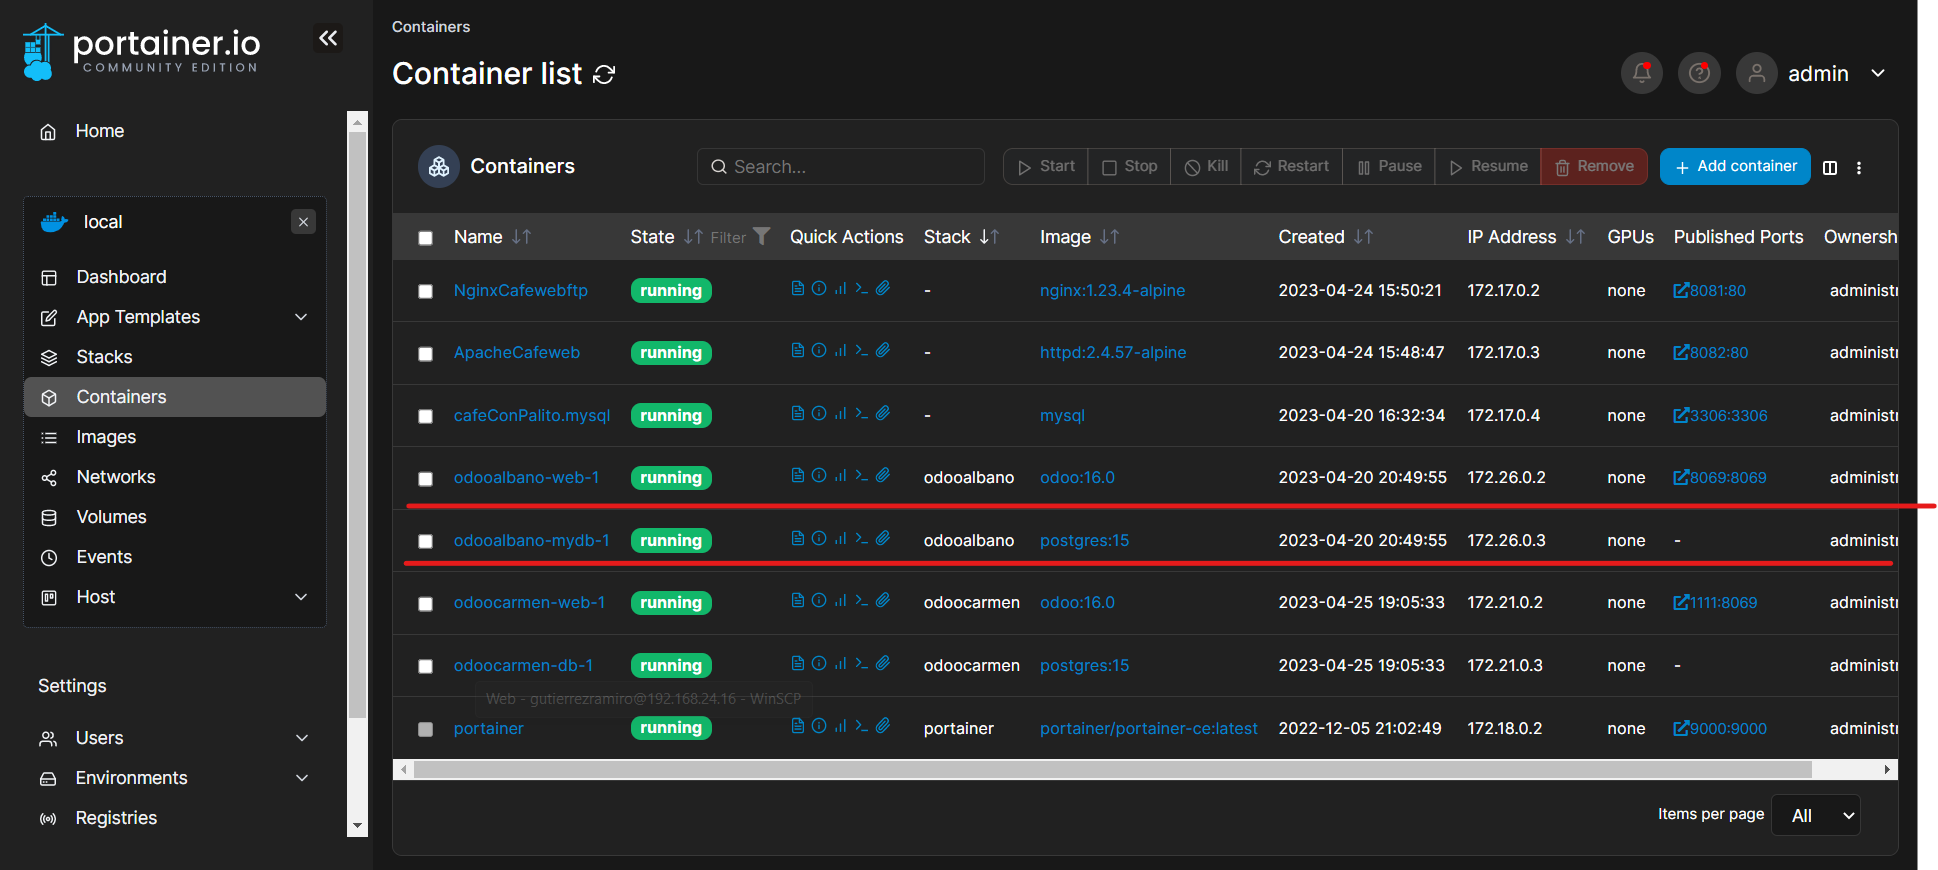 portainer.io
COMMUNITY EDITION
Home
local
Dashboard
App Templates
Stacks
Containers
Images
Networks
Volumes
Events
Host
Settings
Users
Environments
Registries
Containers
Container list
admin
Containers
Search...
Start Stop Kill Restart Pause Resume Remove
+ Add container
Name State Filter Quick Actions Stack Image Created IP Address GPUs Published Ports Ownersh
NginxCafewebftp running - nginx:1.23.4-alpine 2023-04-24 15:50:21 172.17.0.2 none 8081:80 administr
ApacheCafeweb running - httpd:2.4.57-alpine 2023-04-24 15:48:47 172.17.0.3 none 8082:80 administr
cafeConPalito.mysql running - mysql 2023-04-20 16:32:34 172.17.0.4 none 3306:3306 administr
odooalbano-web-1 running odooalbano odoo:16.0 2023-04-20 20:49:55 172.26.0.2 none 8069:8069 administr
odooalbano-mydb-1 running odooalbano postgres:15 2023-04-20 20:49:55 172.26.0.3 none - administr
odoocarmen-web-1 running odoocarmen odoo:16.0 2023-04-25 19:05:33 172.21.0.2 none 1111:8069 administr
odoocarmen-db-1 running odoocarmen postgres:15 2023-04-25 19:05:33 172.21.0.3 none - administr
Web - gutierrezramiro@192.168.24.16 - WinSCP
portainer running portainer portainer/portainer-ce:latest 2022-12-05 21:02:49 172.18.0.2 none 9000:9000 administr
Items per page All